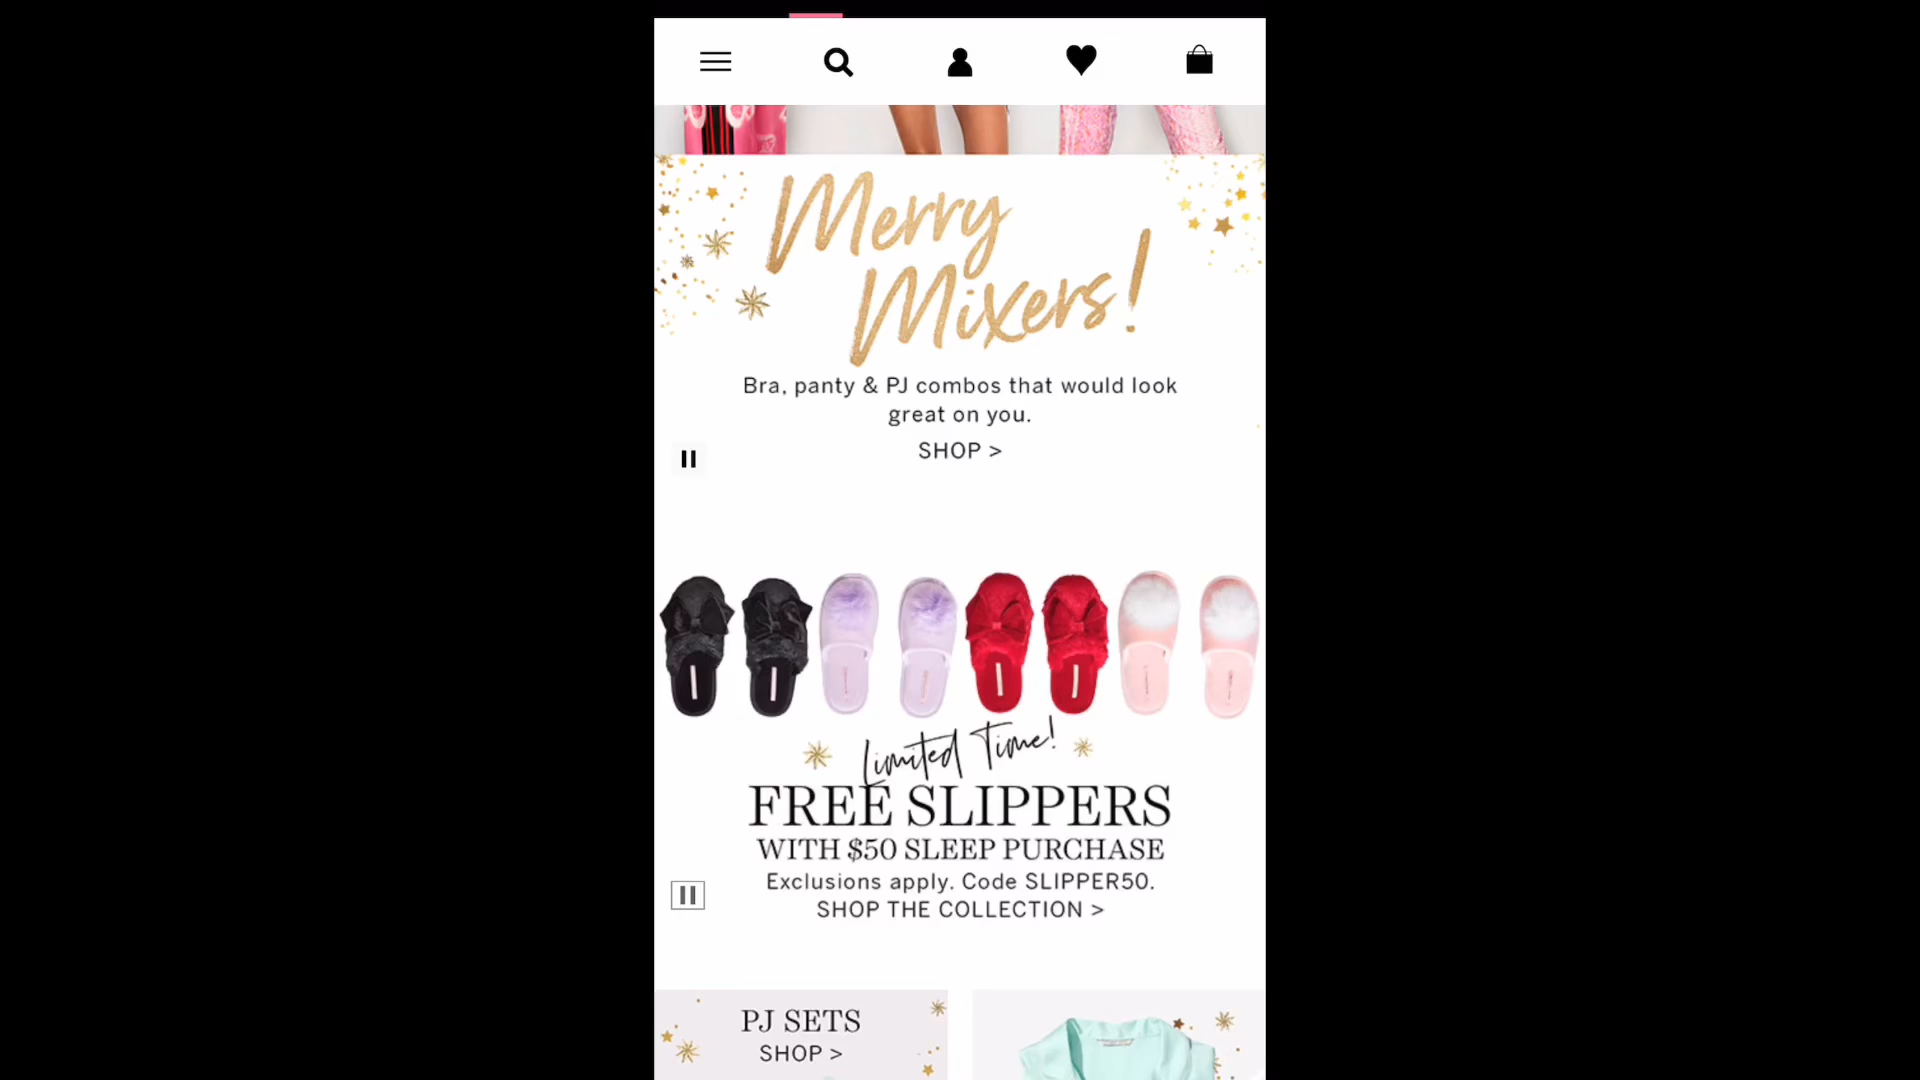 Merry
Mixers!
Bra, panty & PJ combos that would look
great on you.
SHOP >
Limited Time!
FREE SLIPPERS
WITH $50 SLEEP PURCHASE
Exclusions apply. Code SLIPPER50.
SHOP THE COLLECTION >
PJ SETS
SHOP >